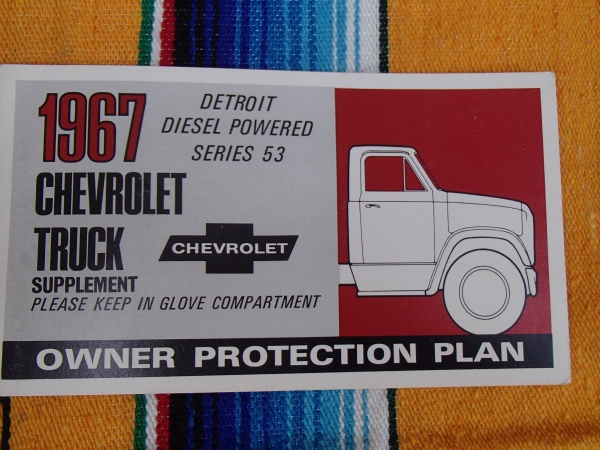 1967
CHEVROLET
TRUCK
SUPPLEMENT
DETROIT
DIESEL POWERED
SERIES 53
CHEVROLET
PLEASE KEEP IN GLOVE COMPARTMENT
OWNER PROTECTION PLAN